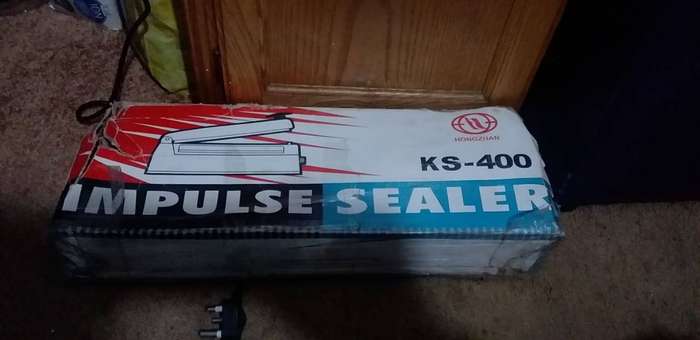 HONGZHAN
KS-400
IMPULSE SEALER